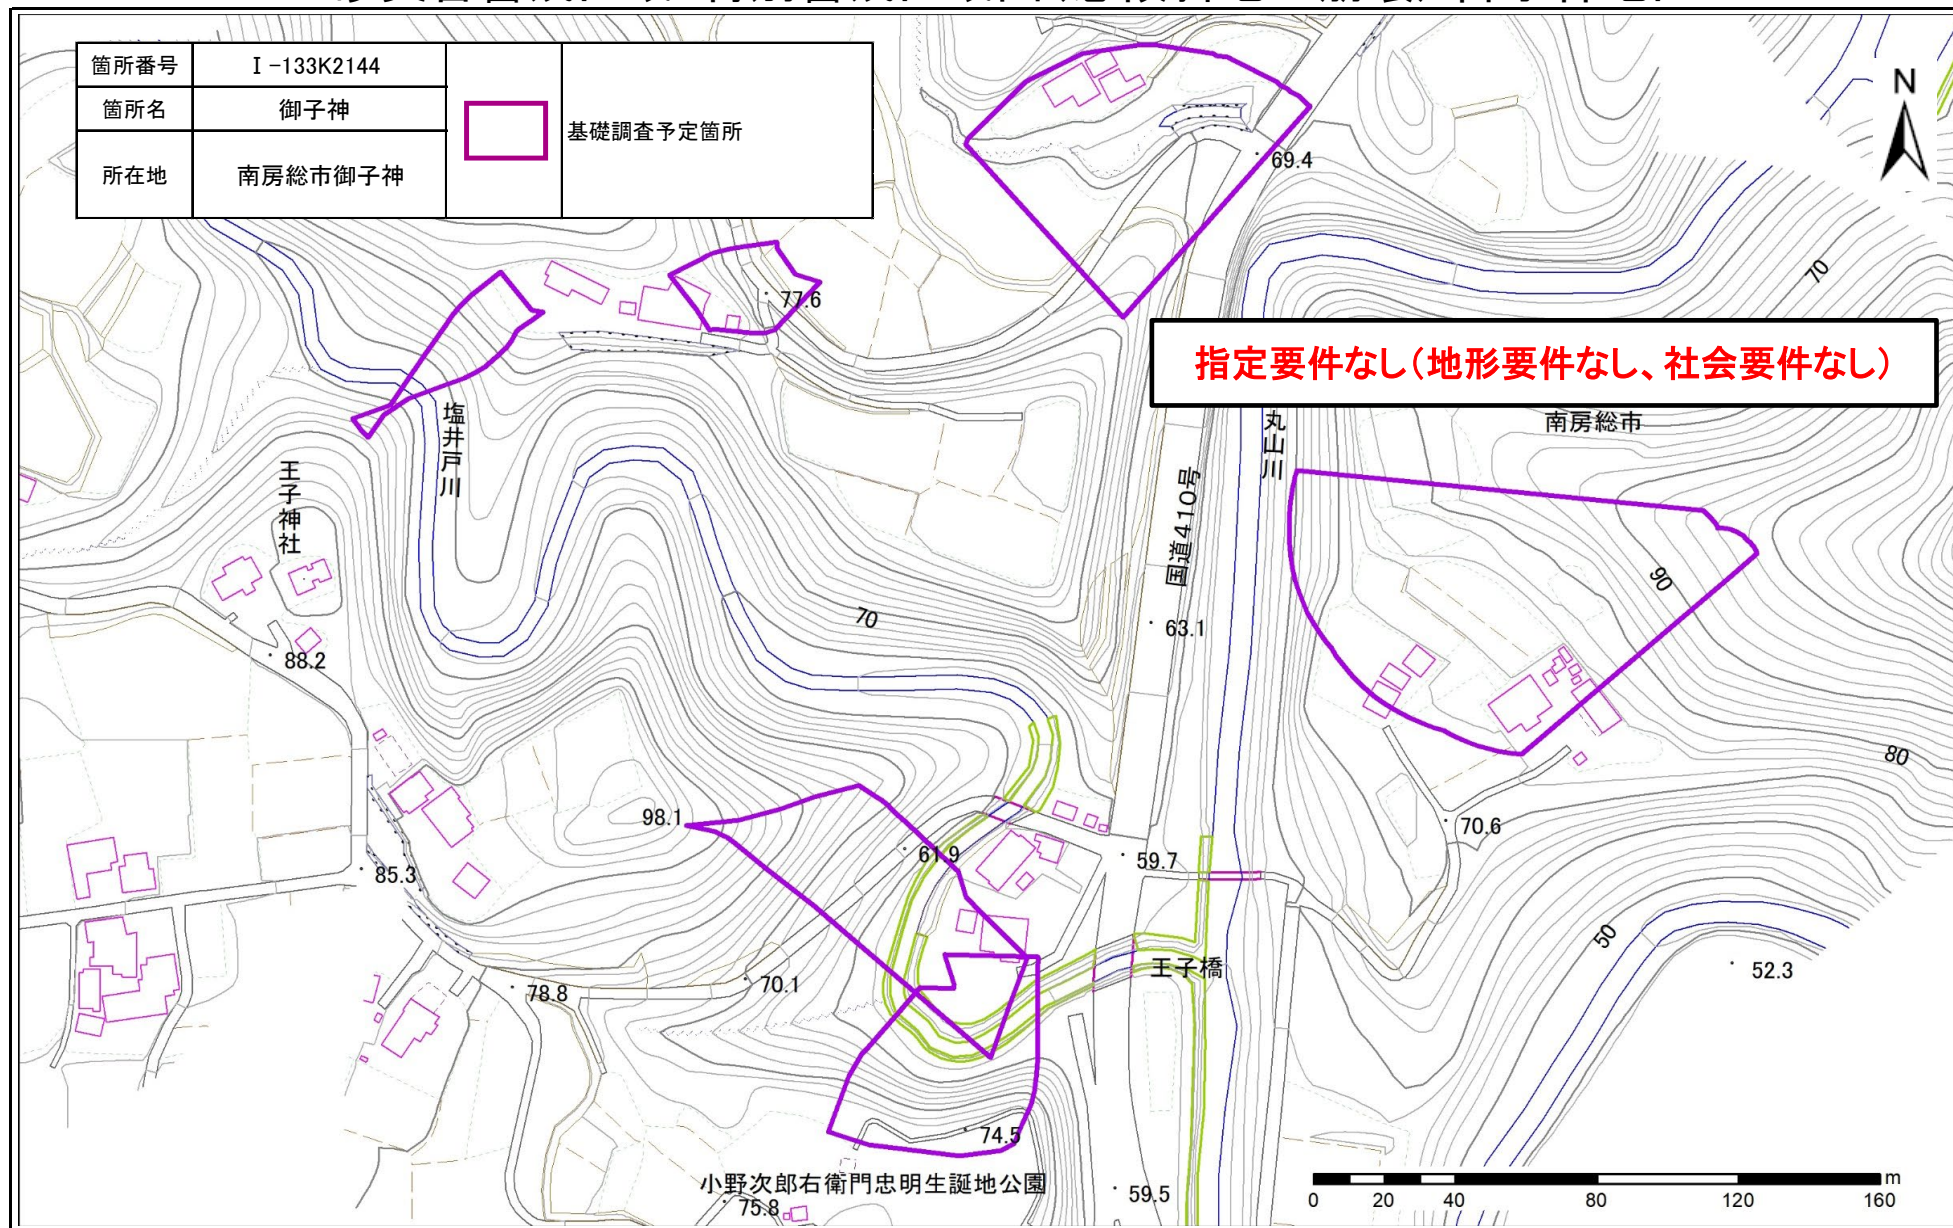 箇所番号 Ⅰ-133K2144
箇所名 御子神
所在地 南房総市御子神
基礎調査予定箇所
N
69.4
77.6
70
指定要件なし（地形要件なし、社会要件なし）
南房総市
塩井戸川
丸山川
国道410号
王子神社
90
70
63.1
88.2
80
98.1
61.9
59.7
70.6
85.3
50
王子橋
52.3
78.8
70.1
74.5
小野次郎右衛門忠明生誕地公園
75.8
59.5
m
0 20 40 80 120 160